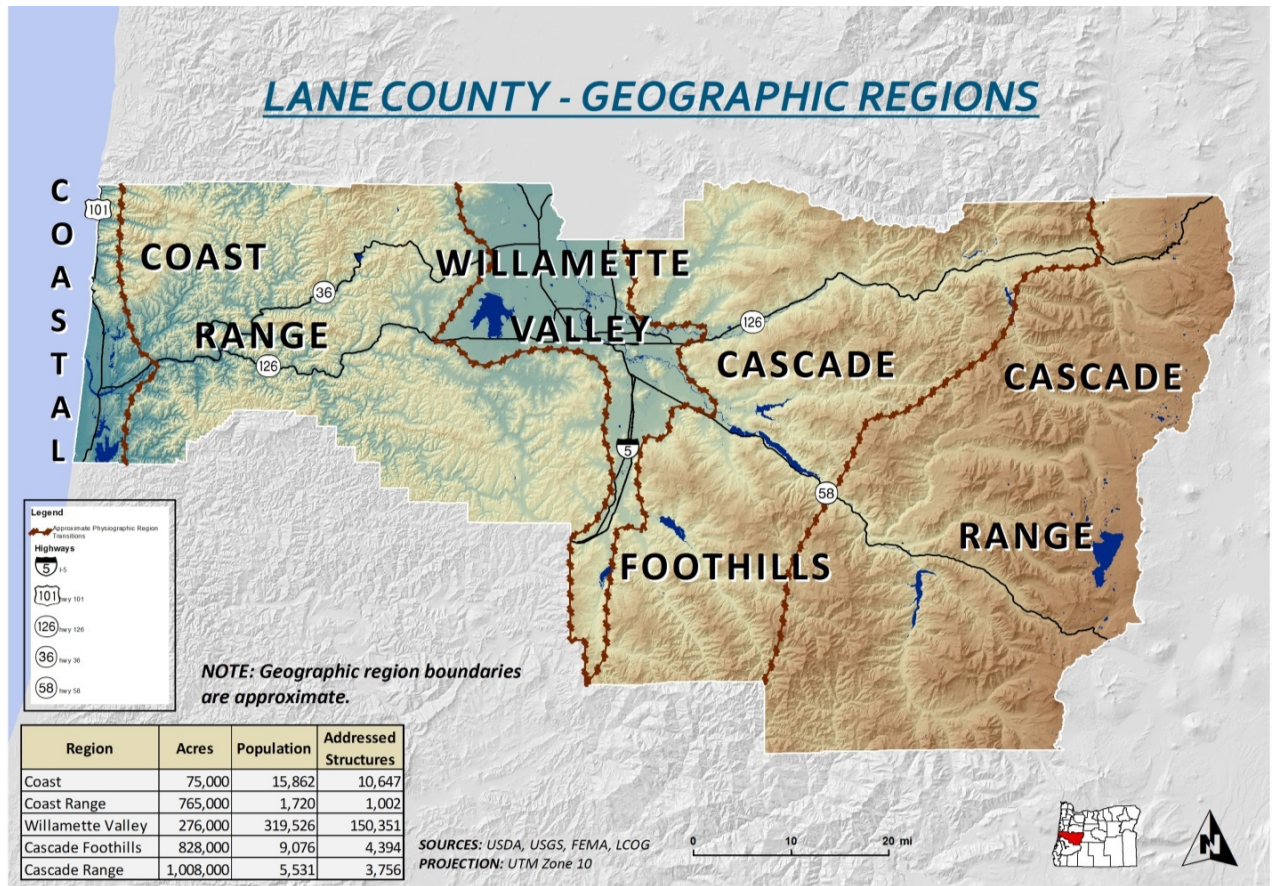 LANE COUNTY - GEOGRAPHIC REGIONS
COASTAL
101
COAST
RANGE
36
126
WILLAMETTE
VALLEY
126
CASCADE
FOOTHILLS
CASCADE
RANGE
5
58
Legend
Approximate Physiographic Region
Transitions
Highways
5 I-5
101 hwy 101
126 hwy 126
36 hwy 36
58 hwy 58
NOTE: Geographic region boundaries
are approximate.
Region Acres Population Addressed Structures
Coast 75,000 15,862 10,647
Coast Range 765,000 1,720 1,002
Willamette Valley 276,000 319,526 150,351
Cascade Foothills 828,000 9,076 4,394
Cascade Range 1,008,000 5,531 3,756
SOURCES: USDA, USGS, FEMA, LCOG
PROJECTION: UTM Zone 10
0 10 20 mi
N